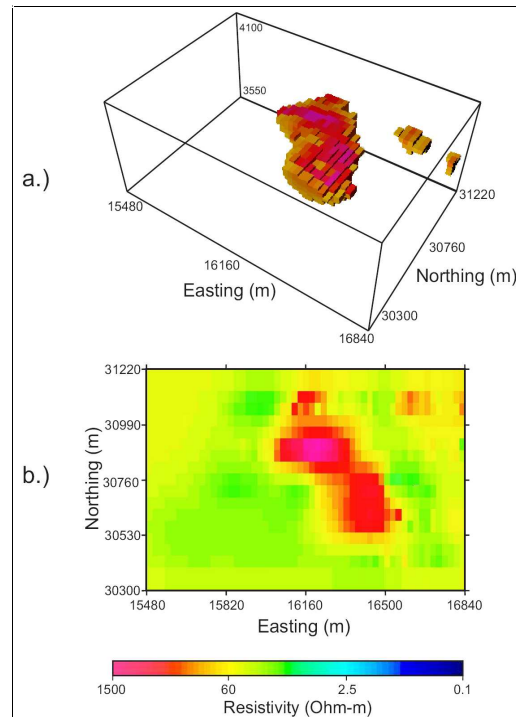 a.)
4100
3550
15480
16160
16840
Easting (m)
31220
30760
30300
Northing (m)
b.)
31220
30990
30760
30530
30300
Northing (m)
15480 15820 16160 16500 16840
Easting (m)
1500 60 2.5 0.1
Resistivity (Ohm-m)